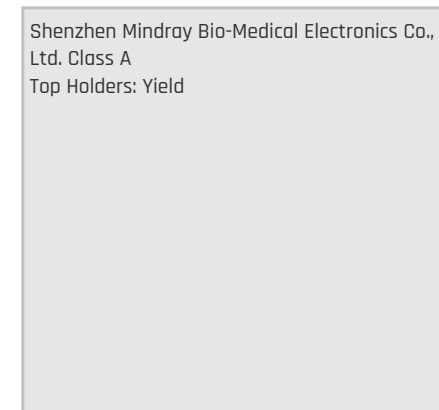 Shenzhen Mindray Bio-Medical Electronics Co.,
Ltd. Class A
Top Holders: Yield